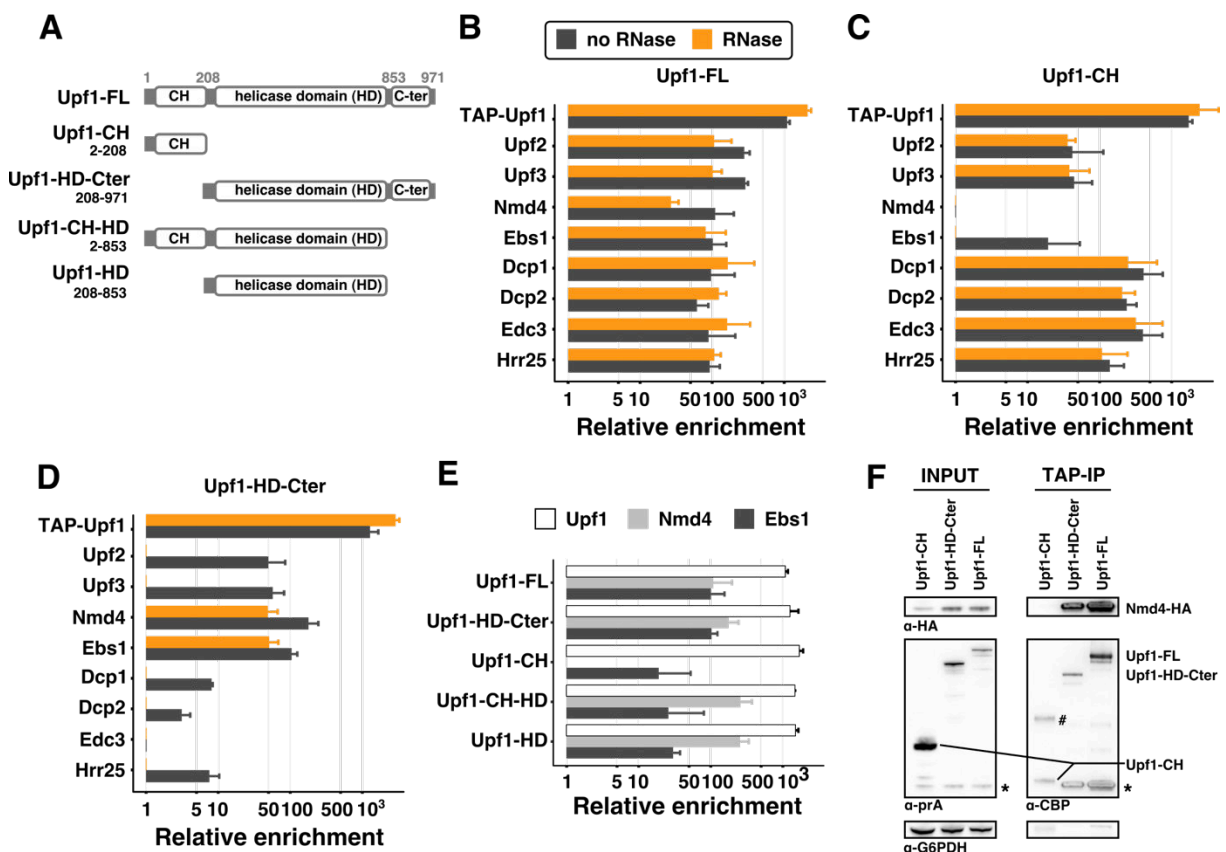 A
1 208 853 971
Upf1-FL CH helicase domain (HD) C-ter
Upf1-CH CH
2-208
Upf1-HD-Cter helicase domain (HD) C-ter
208-971
Upf1-CH-HD CH helicase domain (HD)
2-853
Upf1-HD helicase domain (HD)
208-853
B
no RNase RNase
Upf1-FL
TAP-Upf1
Upf2
Upf3
Nmd4
Ebs1
Dcp1
Dcp2
Edc3
Hrr25
1 5 10 50 100 500 10³
Relative enrichment
C
Upf1-CH
TAP-Upf1
Upf2
Upf3
Nmd4
Ebs1
Dcp1
Dcp2
Edc3
Hrr25
1 5 10 50 100 500 10³
Relative enrichment
D
Upf1-HD-Cter
TAP-Upf1
Upf2
Upf3
Nmd4
Ebs1
Dcp1
Dcp2
Edc3
Hrr25
1 5 10 50 100 500 10³
Relative enrichment
E
Upf1 Nmd4 Ebs1
Upf1-FL
Upf1-HD-Cter
Upf1-CH
Upf1-CH-HD
Upf1-HD
1 5 10 50 100 500 10³
Relative enrichment
F
INPUT TAP-IP
Upf1-CH Upf1-HD-Cter Upf1-FL Upf1-CH Upf1-HD-Cter Upf1-FL
Nmd4-HA
α-HA
Upf1-FL
Upf1-HD-Cter
#
Upf1-CH
* *
α-prA α-CBP
α-G6PDH